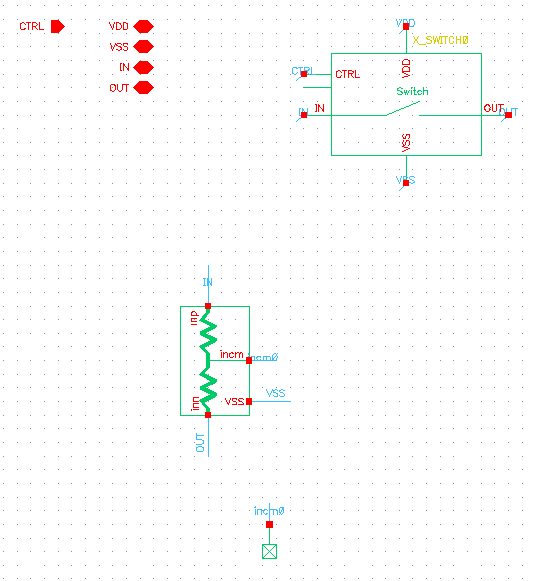 CTRL
VDD
VSS
IN
OUT
VDD
X_SWITCH0
CTRL
CTRL
VDD
Switch
IN
IN
OUT
OUT
VSS
VSS
IN
inp
incm
incm0
inn
VSS
VSS
OUT
incm0